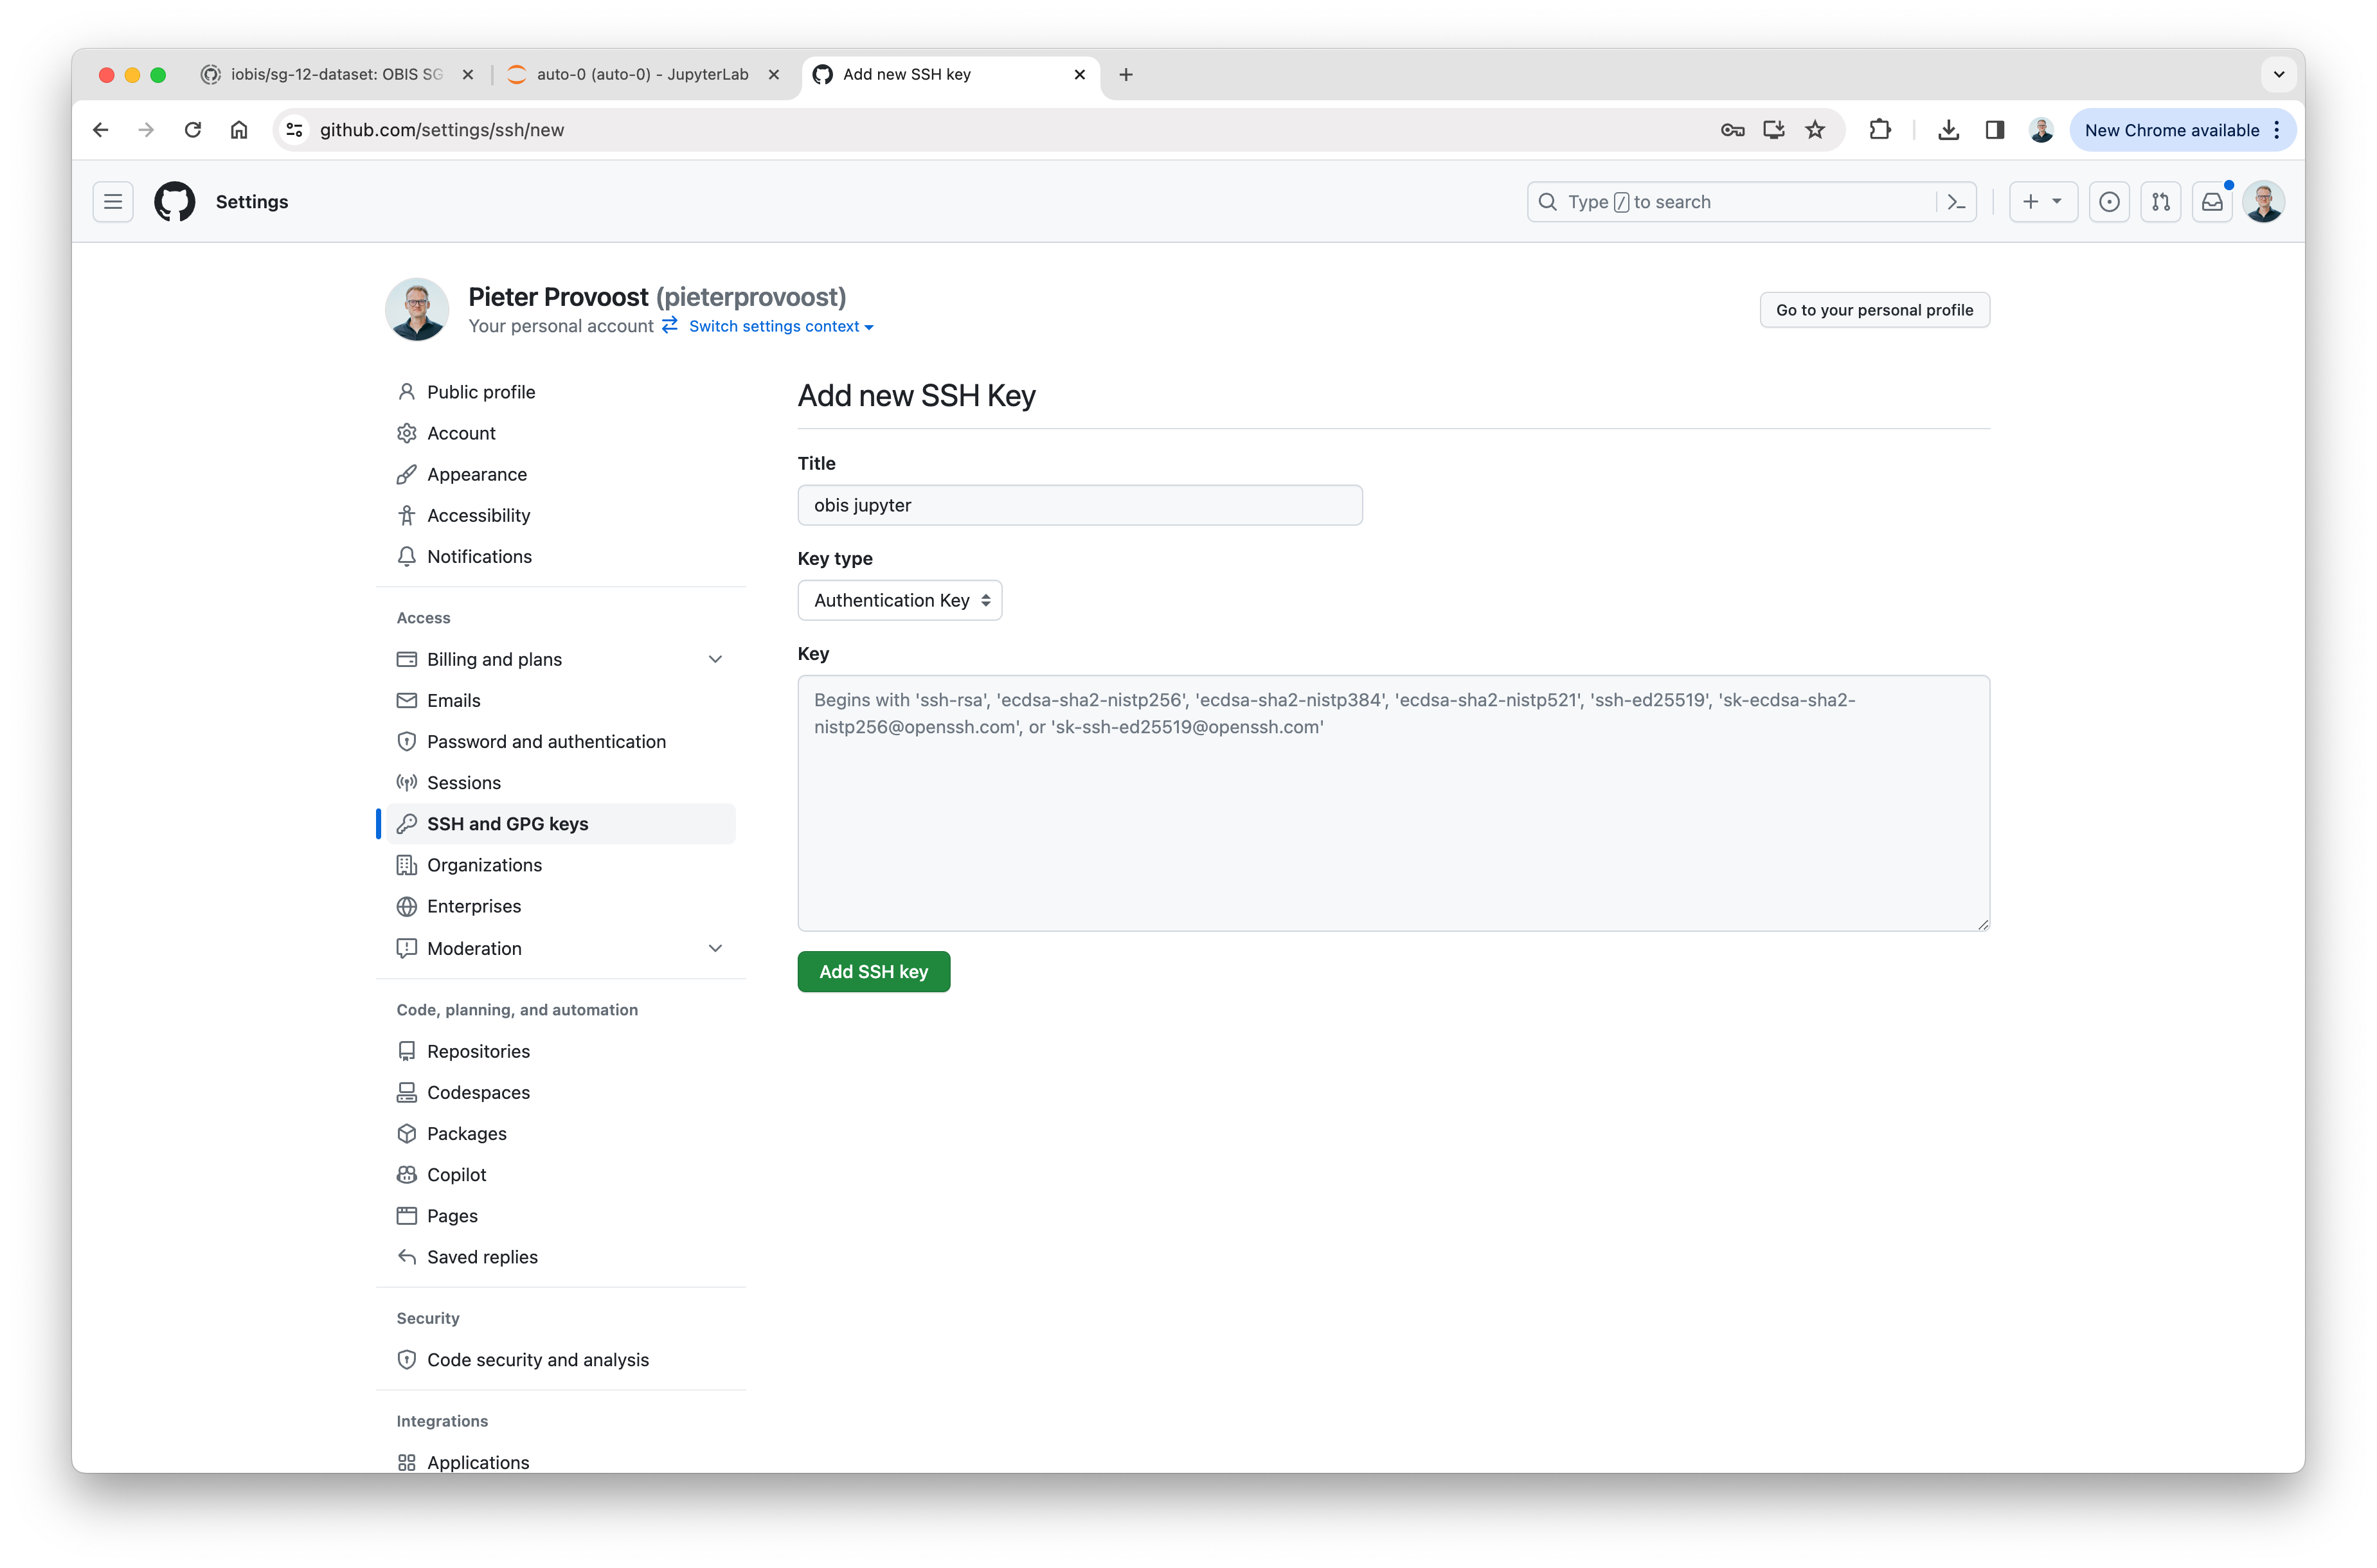 iobis/sg-12-dataset: OBIS SG
auto-0 (auto-0) - JupyterLab
Add new SSH key
github.com/settings/ssh/new
New Chrome available
Settings
Type / to search
Pieter Provoost (pieterprovoost)
Your personal account Switch settings context
Go to your personal profile
Public profile
Account
Appearance
Accessibility
Notifications
Access
Billing and plans
Emails
Password and authentication
Sessions
SSH and GPG keys
Organizations
Enterprises
Moderation
Code, planning, and automation
Repositories
Codespaces
Packages
Copilot
Pages
Saved replies
Security
Code security and analysis
Integrations
Applications
Add new SSH Key
Title
obis jupyter
Key type
Authentication Key
Key
Begins with 'ssh-rsa', 'ecdsa-sha2-nistp256', 'ecdsa-sha2-nistp384', 'ecdsa-sha2-nistp521', 'ssh-ed25519', 'sk-ecdsa-sha2-
nistp256@openssh.com', or 'sk-ssh-ed25519@openssh.com'
Add SSH key